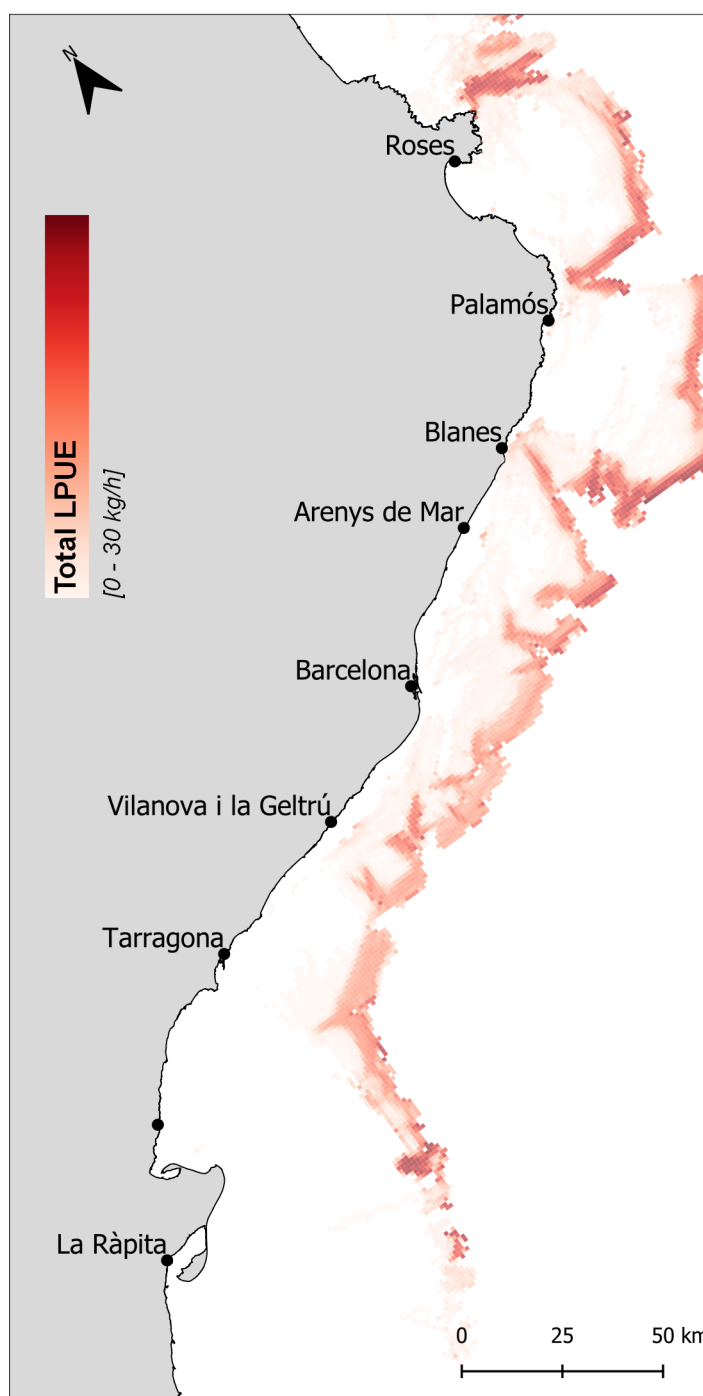 N
Roses
Palamós
Blanes
Arenys de Mar
Total LPUE
[0 - 30 kg/h]
Barcelona
Vilanova i la Geltrú
Tarragona
La Ràpita
0 25 50 km